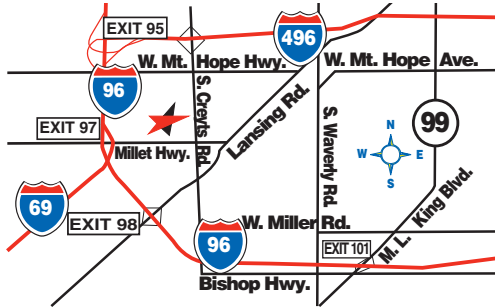 EXIT 95
496
W. Mt. Hope Hwy.
W. Mt. Hope Ave.
96
S. Creyts Rd.
Lansing Rd.
S. Waverly Rd.
99
EXIT 97
N
W E
S
Millet Hwy.
69
EXIT 98
W. Miller Rd.
96
EXIT 101
M. L. King Blvd.
Bishop Hwy.